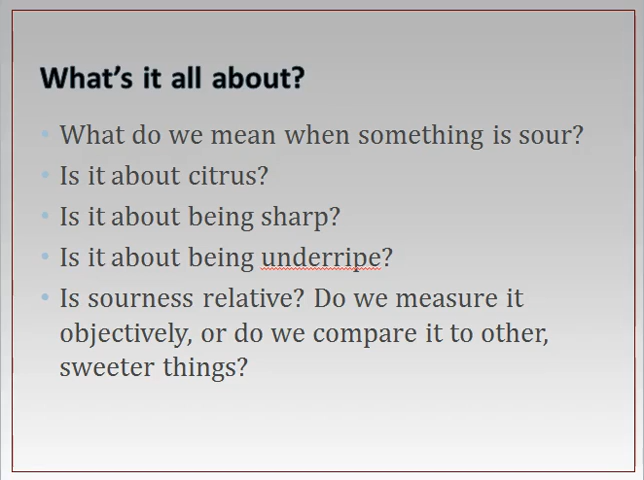 What's it all about?
• What do we mean when something is sour?
• Is it about citrus?
• Is it about being sharp?
• Is it about being underripe?
• Is sourness relative? Do we measure it
objectively, or do we compare it to other,
sweeter things?